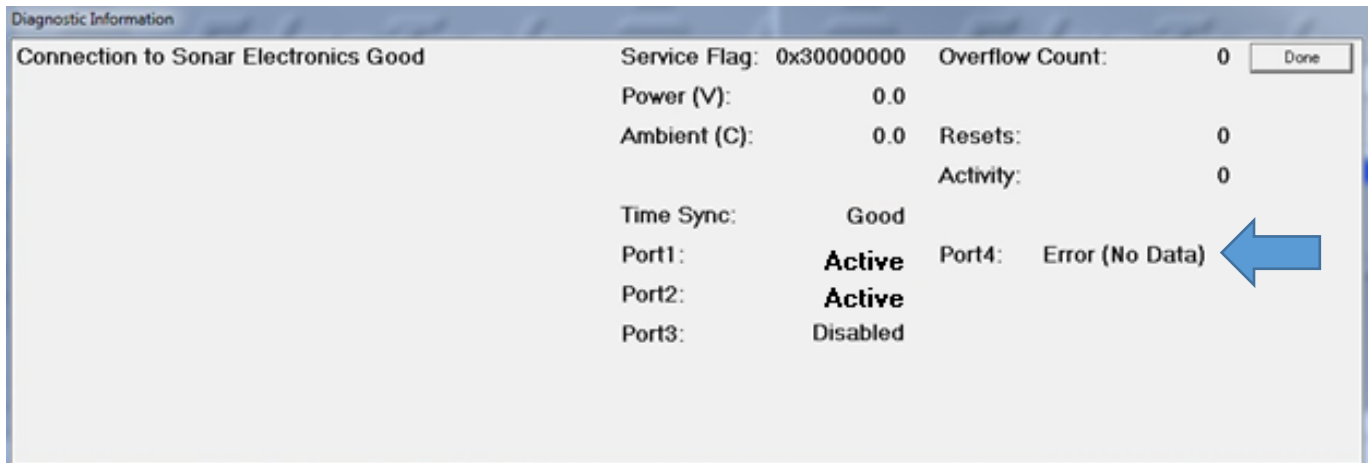 Diagnostic Information
Connection to Sonar Electronics Good Service Flag: 0x30000000 Overflow Count: 0 Done
Power (V): 0.0
Ambient (C): 0.0 Resets: 0
Activity: 0
Time Sync: Good
Port1: Active Port4: Error (No Data)
Port2: Active
Port3: Disabled